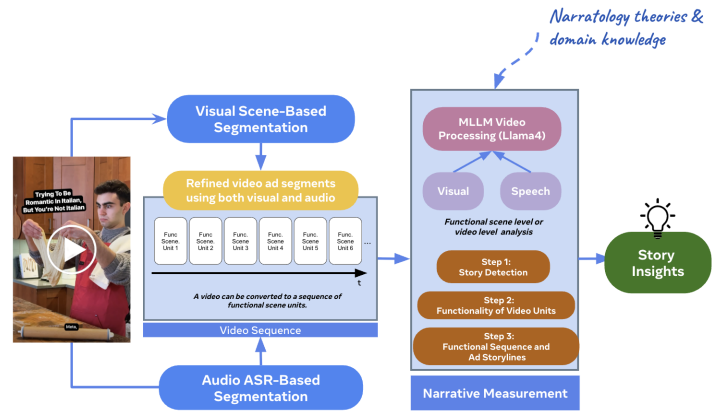 Narratology theories &
domain knowledge
Visual Scene-Based
Segmentation
MLLM Video
Processing (Llama4)
Trying To Be
Romantic In Italian,
But You're Not Italian
Refined video ad segments
using both visual and audio
Visual
Speech
Functional scene level or
video level analysis
Func
Scene.
Unit 1
Func
Scene.
Unit 2
Func
Scene.
Unit 3
Func
Scene.
Unit 4
Func
Scene.
Unit 5
Func
Scene.
Unit 6
...
t
A video can be converted to a sequence of
functional scene units.
Step 1:
Story Detection
Step 2:
Functionality of Video Units
Step 3:
Functional Sequence and
Ad Storylines
Story
Insights
Video Sequence
Audio ASR-Based
Segmentation
Narrative Measurement